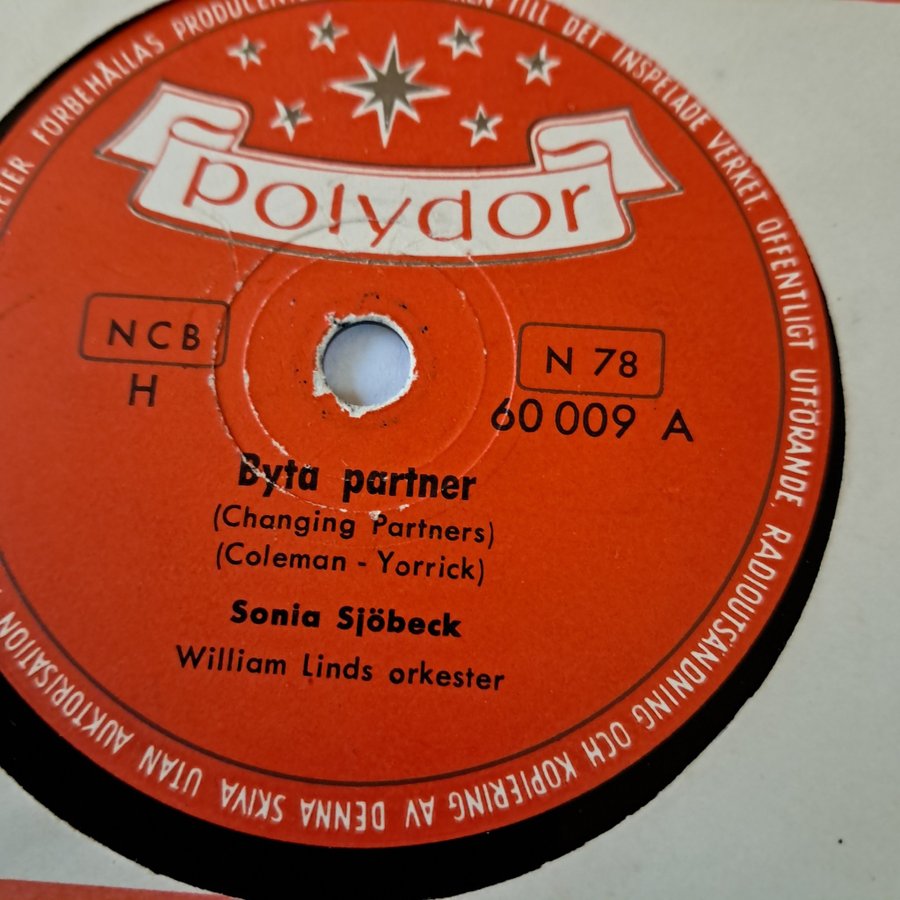 polydor
NCB
H
N 78
60 009 A
Byta partner
(Changing Partners)
(Coleman - Yorrick)
Sonia Sjöbeck
William Linds orkester
FÖRBEHÅLLAS TILL DET INSPELADE VERKET. OFFENTLIGT UTFÖRANDE, RADIOUTSÄNDNING OCH KOPIERING AV DENNA SKIVA UTAN AUKTORISATION